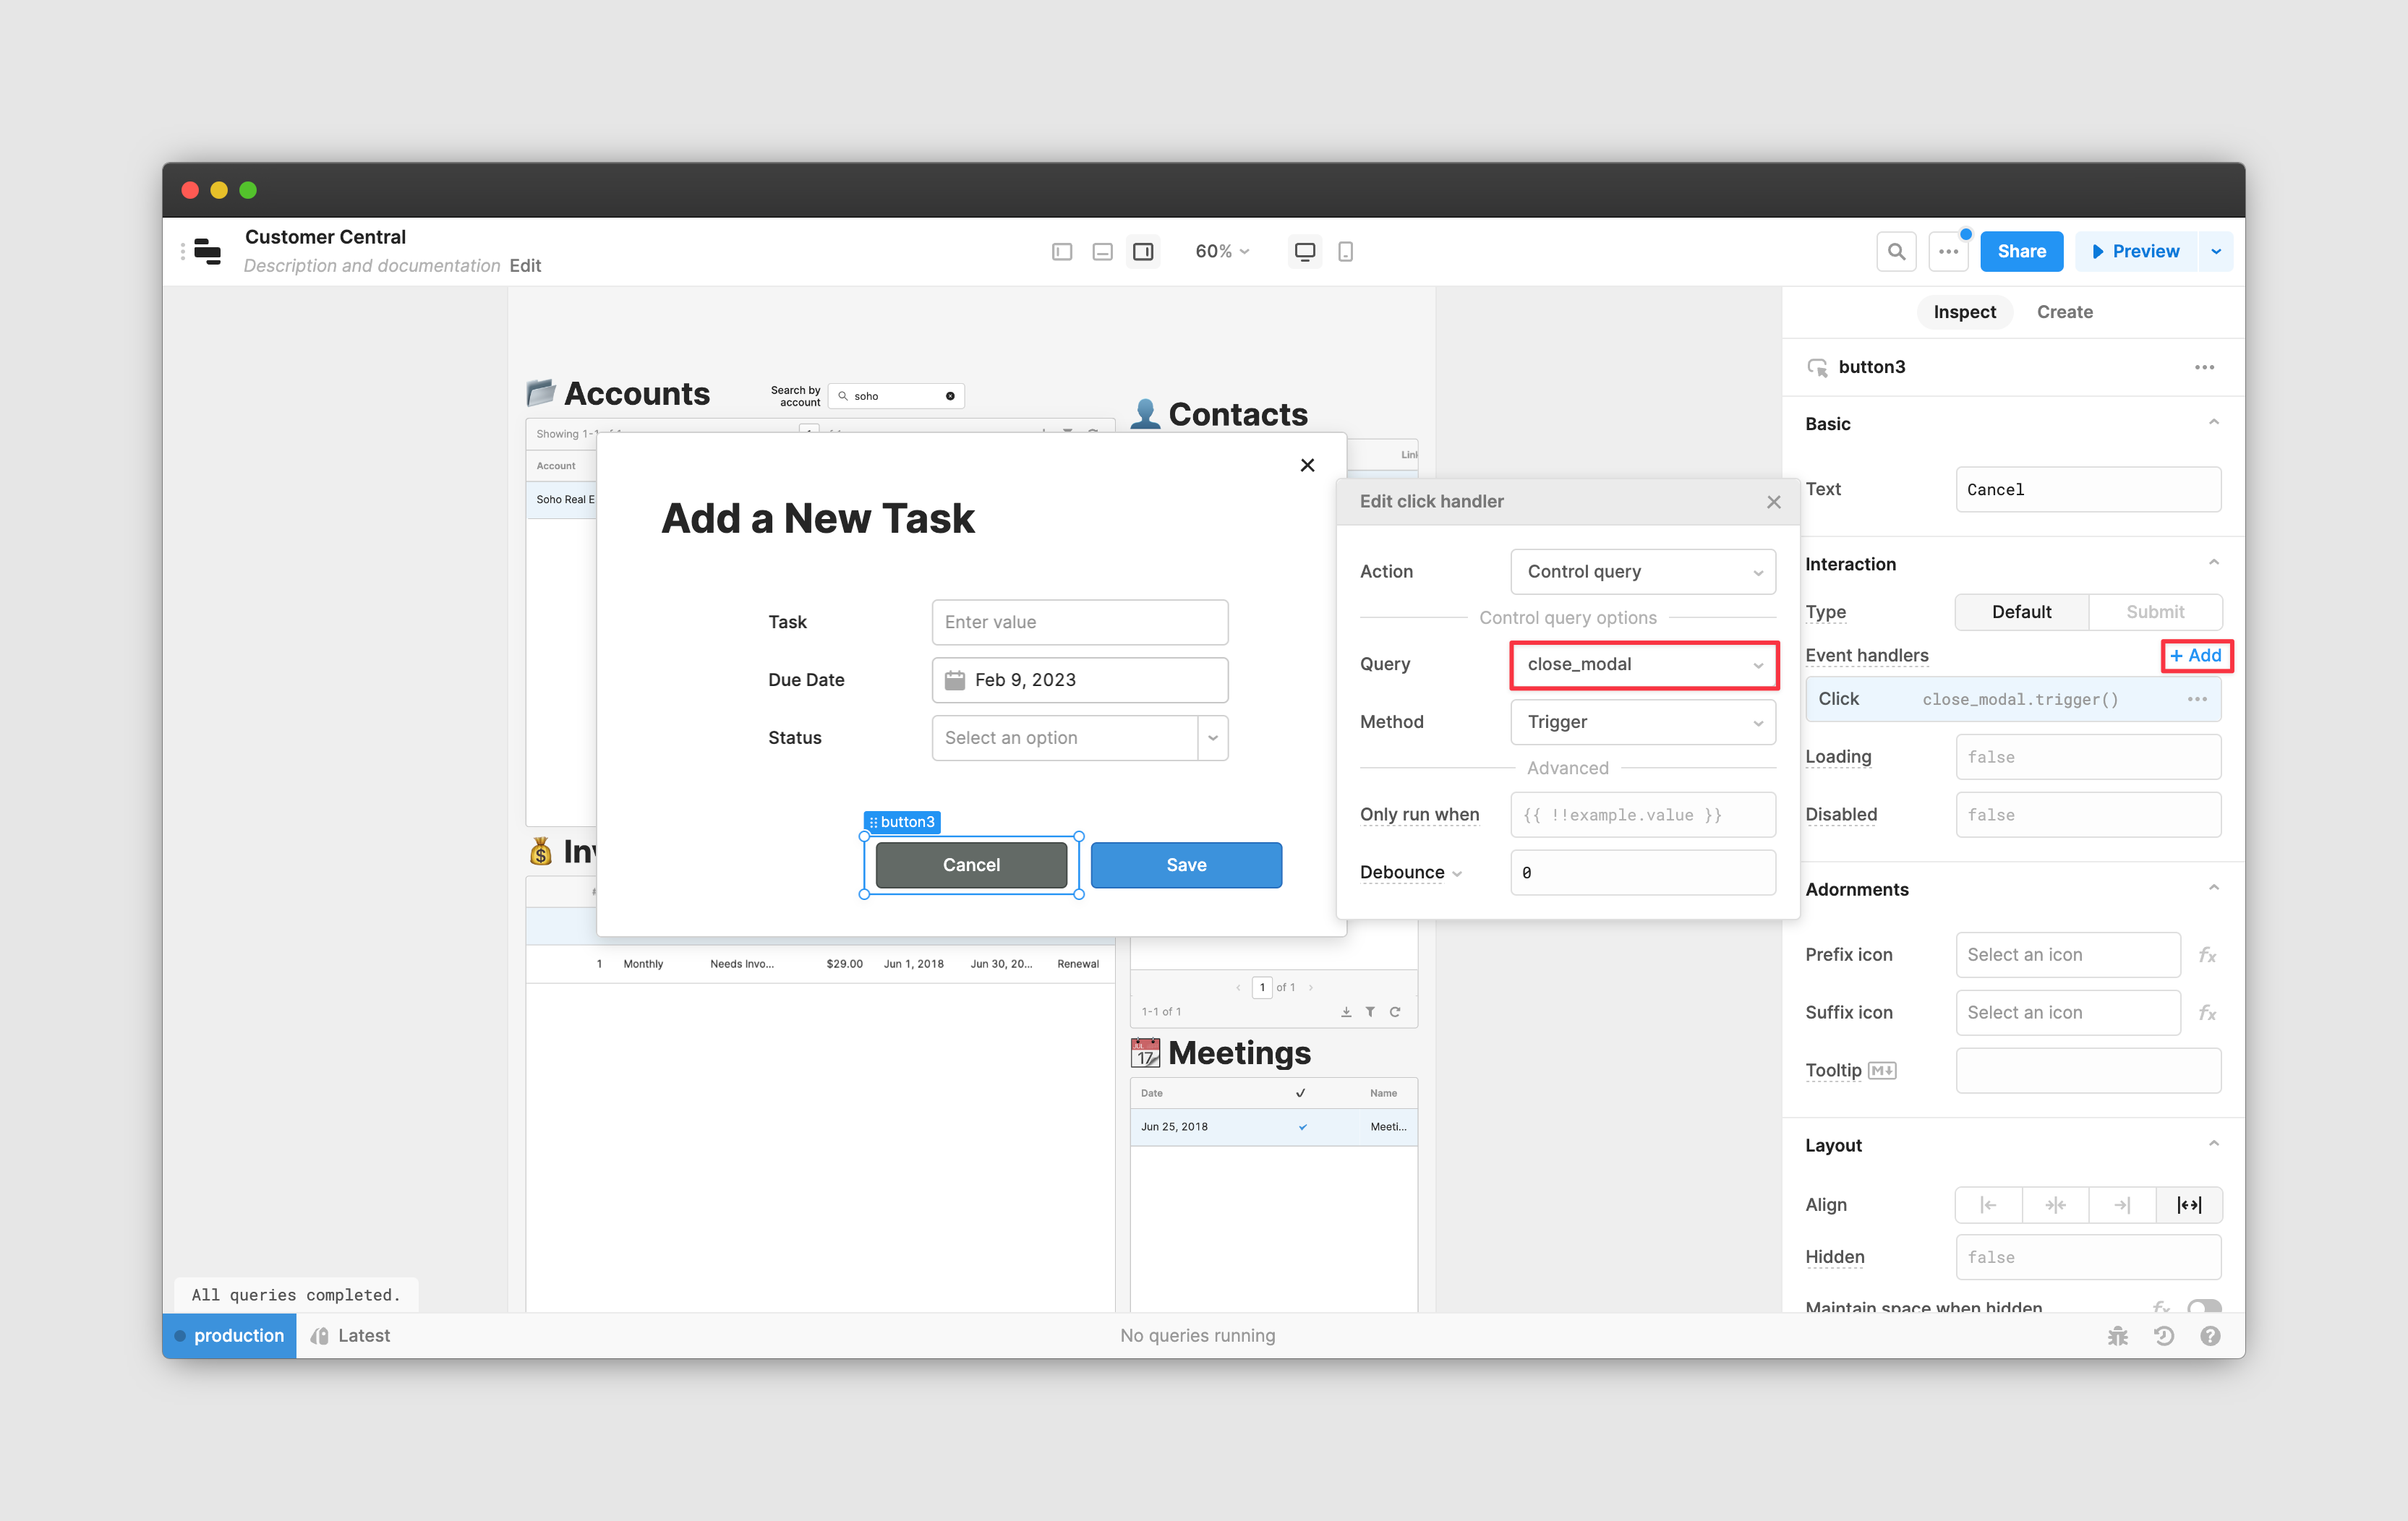 Customer Central
Description and documentation Edit
60%
Share
Preview
Inspect
Create
button3
Basic
Text
Cancel
Interaction
Type
Default
Submit
Event handlers
+ Add
Click
close_modal.trigger()
Loading
false
Disabled
false
Adornments
Prefix icon
Select an icon
fx
Suffix icon
Select an icon
fx
Tooltip
M↓
Layout
Align
Hidden
false
Maintain space when hidden
fx
Accounts
Search by
account
soho
Showing 1-1
Account
Soho Real E
Contacts
Link
Add a New Task
Task
Enter value
Due Date
Feb 9, 2023
Status
Select an option
button3
Cancel
Save
Edit click handler
Action
Control query
Control query options
Query
close_modal
Method
Trigger
Advanced
Only run when
{{ !!example.value }}
Debounce
0
Inv
#
1 Monthly Needs Invo... $29.00 Jun 1, 2018 Jun 30, 20... Renewal
1 of 1
1-1 of 1
JUL
17
Meetings
Date
Name
Jun 25, 2018
Meeti...
All queries completed.
production
Latest
No queries running